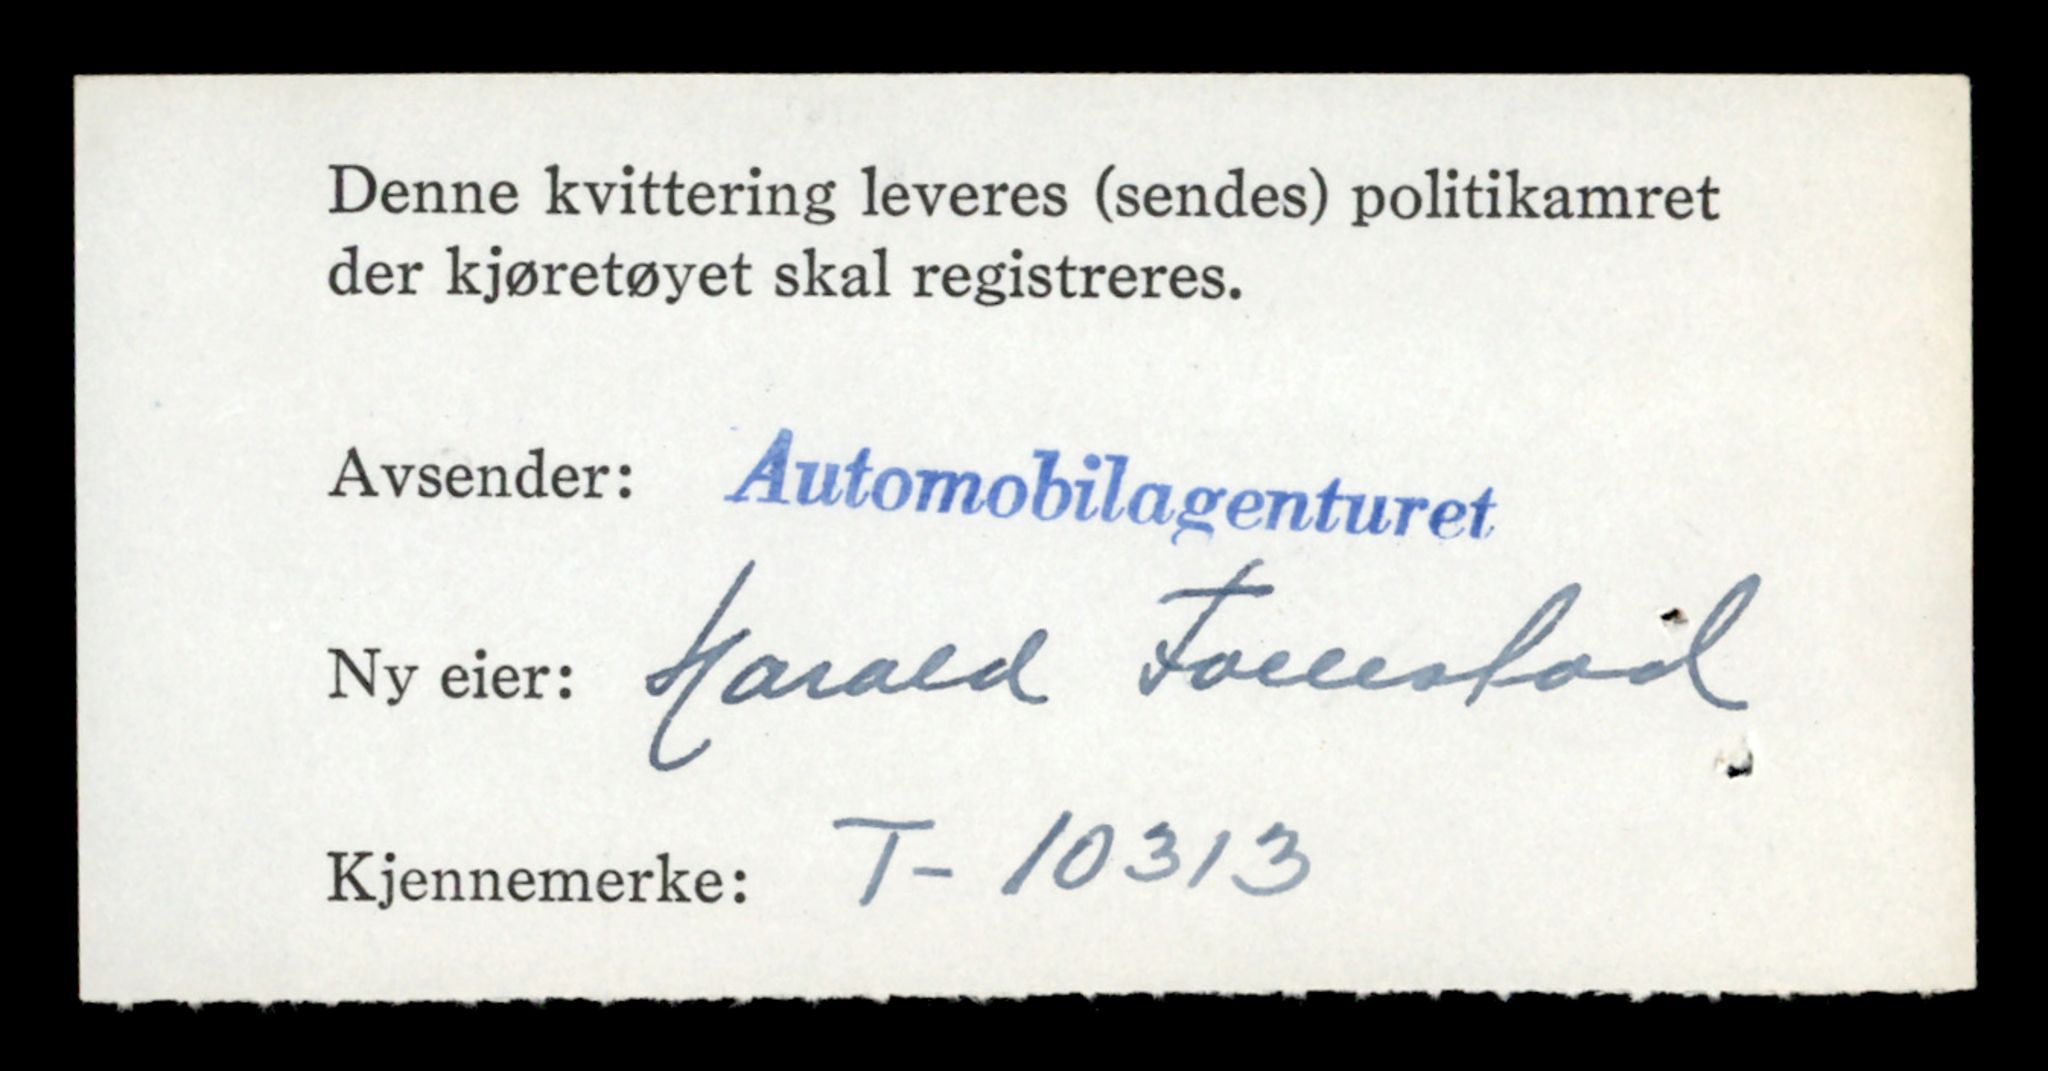 Denne kvittering leveres (sendes) politikamret
der kjøretøyet skal registreres.
Avsender: Automobilagenturet
Ny eier: Harald
Kjennemerke: T-10313